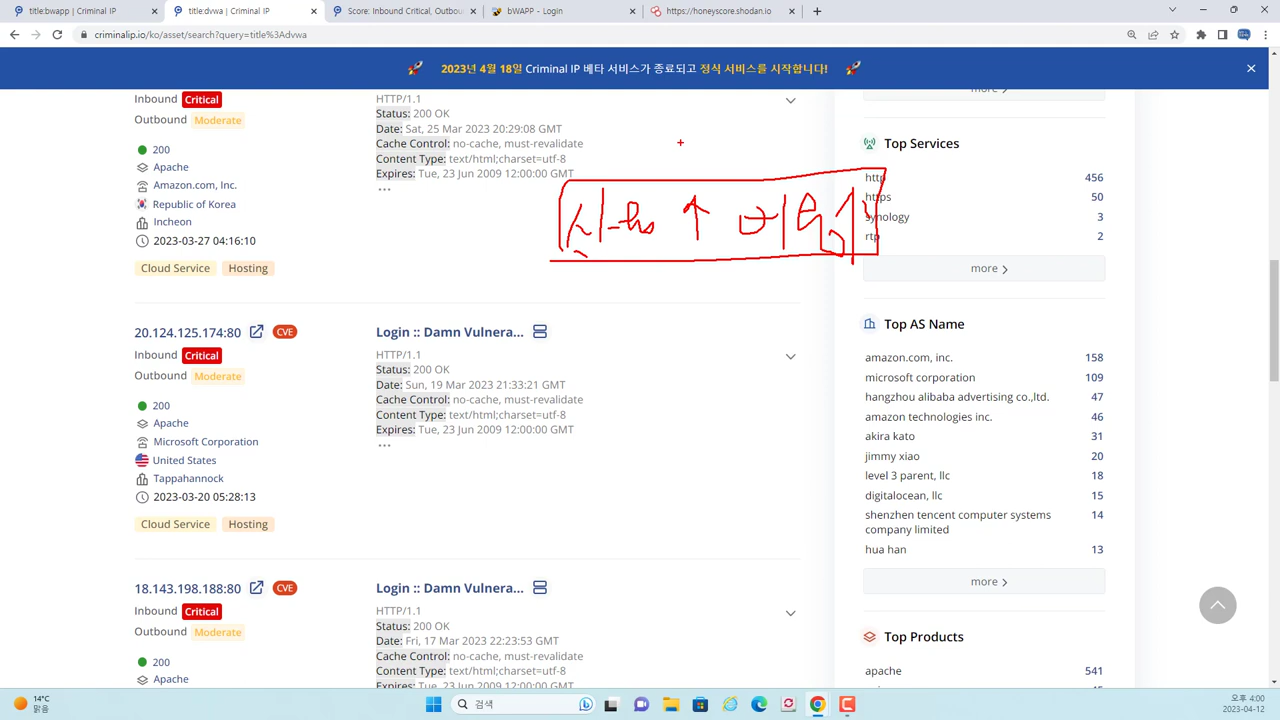 title:bwapp | Criminal IP
title:dvwa | Criminal IP
Score: Inbound Critical, Outbou
bWAPP - Login
https://honeyscore.shodan.io
criminalip.io/ko/asset/search?query=title%3Advwa
2023년 4월 18일 Criminal IP 베타 서비스가 종료되고 정식 서비스를 시작합니다!
Inbound Critical
Outbound Moderate
200
Apache
Amazon.com, Inc.
Republic of Korea
Incheon
2023-03-27 04:16:10
Cloud Service Hosting
HTTP/1.1
Status: 200 OK
Date: Sat, 25 Mar 2023 20:29:08 GMT
Cache Control: no-cache, must-revalidate
Content Type: text/html;charset=utf-8
Expires: Tue, 23 Jun 2009 12:00:00 GMT
•••
20.124.125.174:80 CVE
Inbound Critical
Outbound Moderate
200
Apache
Microsoft Corporation
United States
Tappahannock
2023-03-20 05:28:13
Cloud Service Hosting
Login :: Damn Vulnera...
HTTP/1.1
Status: 200 OK
Date: Sun, 19 Mar 2023 21:33:21 GMT
Cache Control: no-cache, must-revalidate
Content Type: text/html;charset=utf-8
Expires: Tue, 23 Jun 2009 12:00:00 GMT
•••
18.143.198.188:80 CVE
Inbound Critical
Outbound Moderate
200
Apache
Login :: Damn Vulnera...
HTTP/1.1
Status: 200 OK
Date: Fri, 17 Mar 2023 22:23:53 GMT
Cache Control: no-cache, must-revalidate
Content Type: text/html;charset=utf-8
Expires: Tue, 23 Jun 2009 12:00:00 GMT
more
Top Services
http 456
https 50
synology 3
rtp 2
more
Top AS Name
amazon.com, inc. 158
microsoft corporation 109
hangzhou alibaba advertising co.,ltd. 47
amazon technologies inc. 46
akira kato 31
jimmy xiao 20
level 3 parent, llc 18
digitalocean, llc 15
shenzhen tencent computer systems
company limited 14
hua han 13
more
Top Products
apache 541
14°C
맑음
검색
오후 4:00
2023-04-12